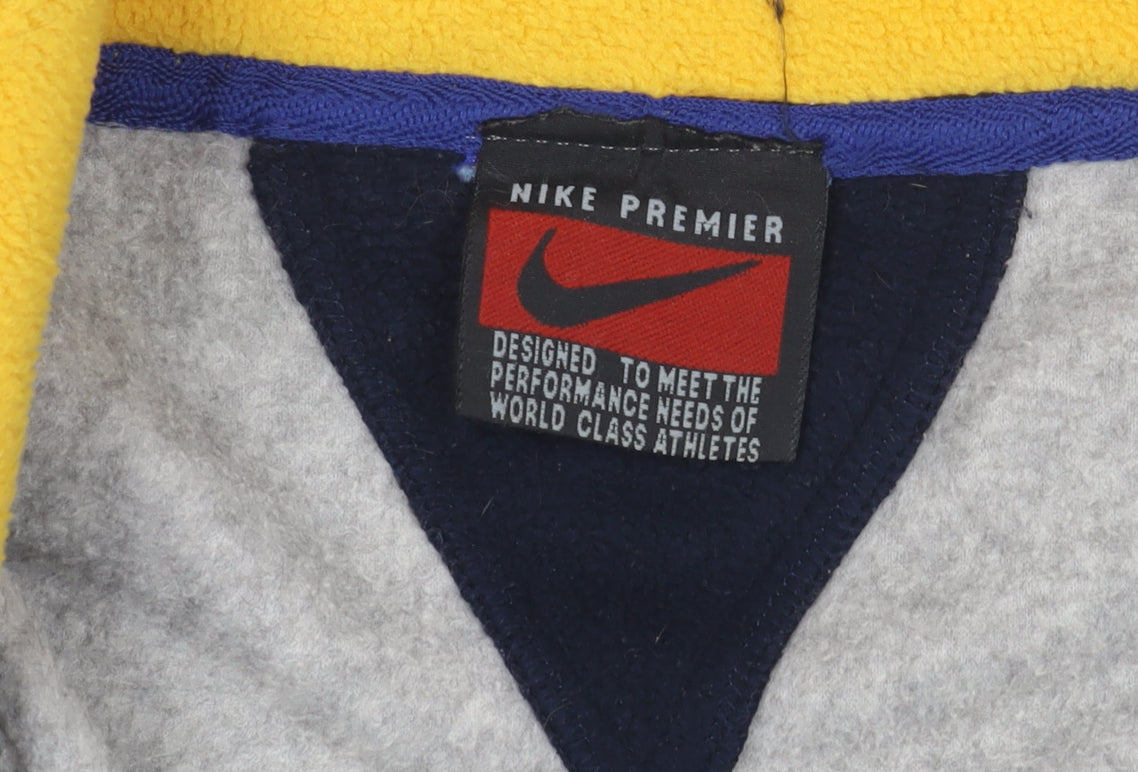 NIKE PREMIER
DESIGNED TO MEET THE
PERFORMANCE NEEDS OF
WORLD CLASS ATHLETES